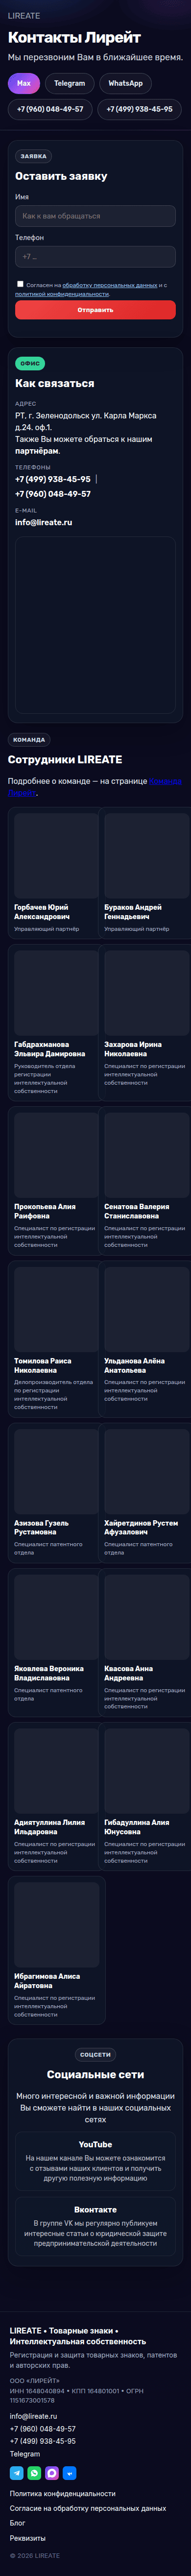 LIREATE
Контакты Лирейт
Мы перезвоним Вам в ближайшее время.
Max
Telegram
WhatsApp
+7 (960) 048-49-57
+7 (499) 938-45-95
ЗАЯВКА
Оставить заявку
Имя
Как к вам обращаться
Телефон
+7 …
Согласен на обработку персональных данных и с
политикой конфиденциальности.
Отправить
ОФИС
Как связаться
АДРЕС
РТ, г. Зеленодольск ул. Карла Маркса
д.24. оф.1.
Также Вы можете обраться к нашим
партнёрам.
ТЕЛЕФОНЫ
+7 (499) 938-45-95 |
+7 (960) 048-49-57
E-MAIL
info@lireate.ru
КОМАНДА
Сотрудники LIREATE
Подробнее о команде — на странице Команда
Лирейт.
Горбачев Юрий
Александрович
Управляющий партнёр
Бураков Андрей
Геннадьевич
Управляющий партнёр
Габдрахманова
Эльвира Дамировна
Руководитель отдела
регистрации
интеллектуальной
собственности
Захарова Ирина
Николаевна
Специалист по регистрации
интеллектуальной
собственности
Прокопьева Алия
Раифовна
Специалист по регистрации
интеллектуальной
собственности
Сенатова Валерия
Станиславовна
Специалист по регистрации
интеллектуальной
собственности
Томилова Раиса
Николаевна
Делопроизводитель отдела
по регистрации
интеллектуальной
собственности
Ульданова Алёна
Анатольева
Специалист по регистрации
интеллектуальной
собственности
Азизова Гузель
Рустамовна
Специалист патентного
отдела
Хайретдинов Рустем
Афузалович
Специалист патентного
отдела
Яковлева Вероника
Владиславовна
Специалист патентного
отдела
Квасова Анна
Андреевна
Специалист по регистрации
интеллектуальной
собственности
Адиятуллина Лилия
Ильдаровна
Специалист по регистрации
интеллектуальной
собственности
Гибадуллина Алия
Юнусовна
Специалист по регистрации
интеллектуальной
собственности
Ибрагимова Алиса
Айратовна
Специалист по регистрации
интеллектуальной
собственности
СОЦСЕТИ
Социальные сети
Много интересной и важной информации
Вы сможете найти в наших социальных
сетях
YouTube
На нашем канале Вы можете ознакомится
с отзывами наших клиентов и получить
другую полезную информацию
Вконтакте
В группе VK мы регулярно публикуем
интересные статьи о юридической защите
предпринимательской деятельности
LIREATE • Товарные знаки •
Интеллектуальная собственность
Регистрация и защита товарных знаков, патентов
и авторских прав.
ООО «ЛИРЕЙТ»
ИНН 1648040894 • КПП 164801001 • ОГРН
1151673001578
info@lireate.ru
+7 (960) 048-49-57
+7 (499) 938-45-95
Telegram
Политика конфиденциальности
Согласие на обработку персональных данных
Блог
Реквизиты
© 2026 LIREATE